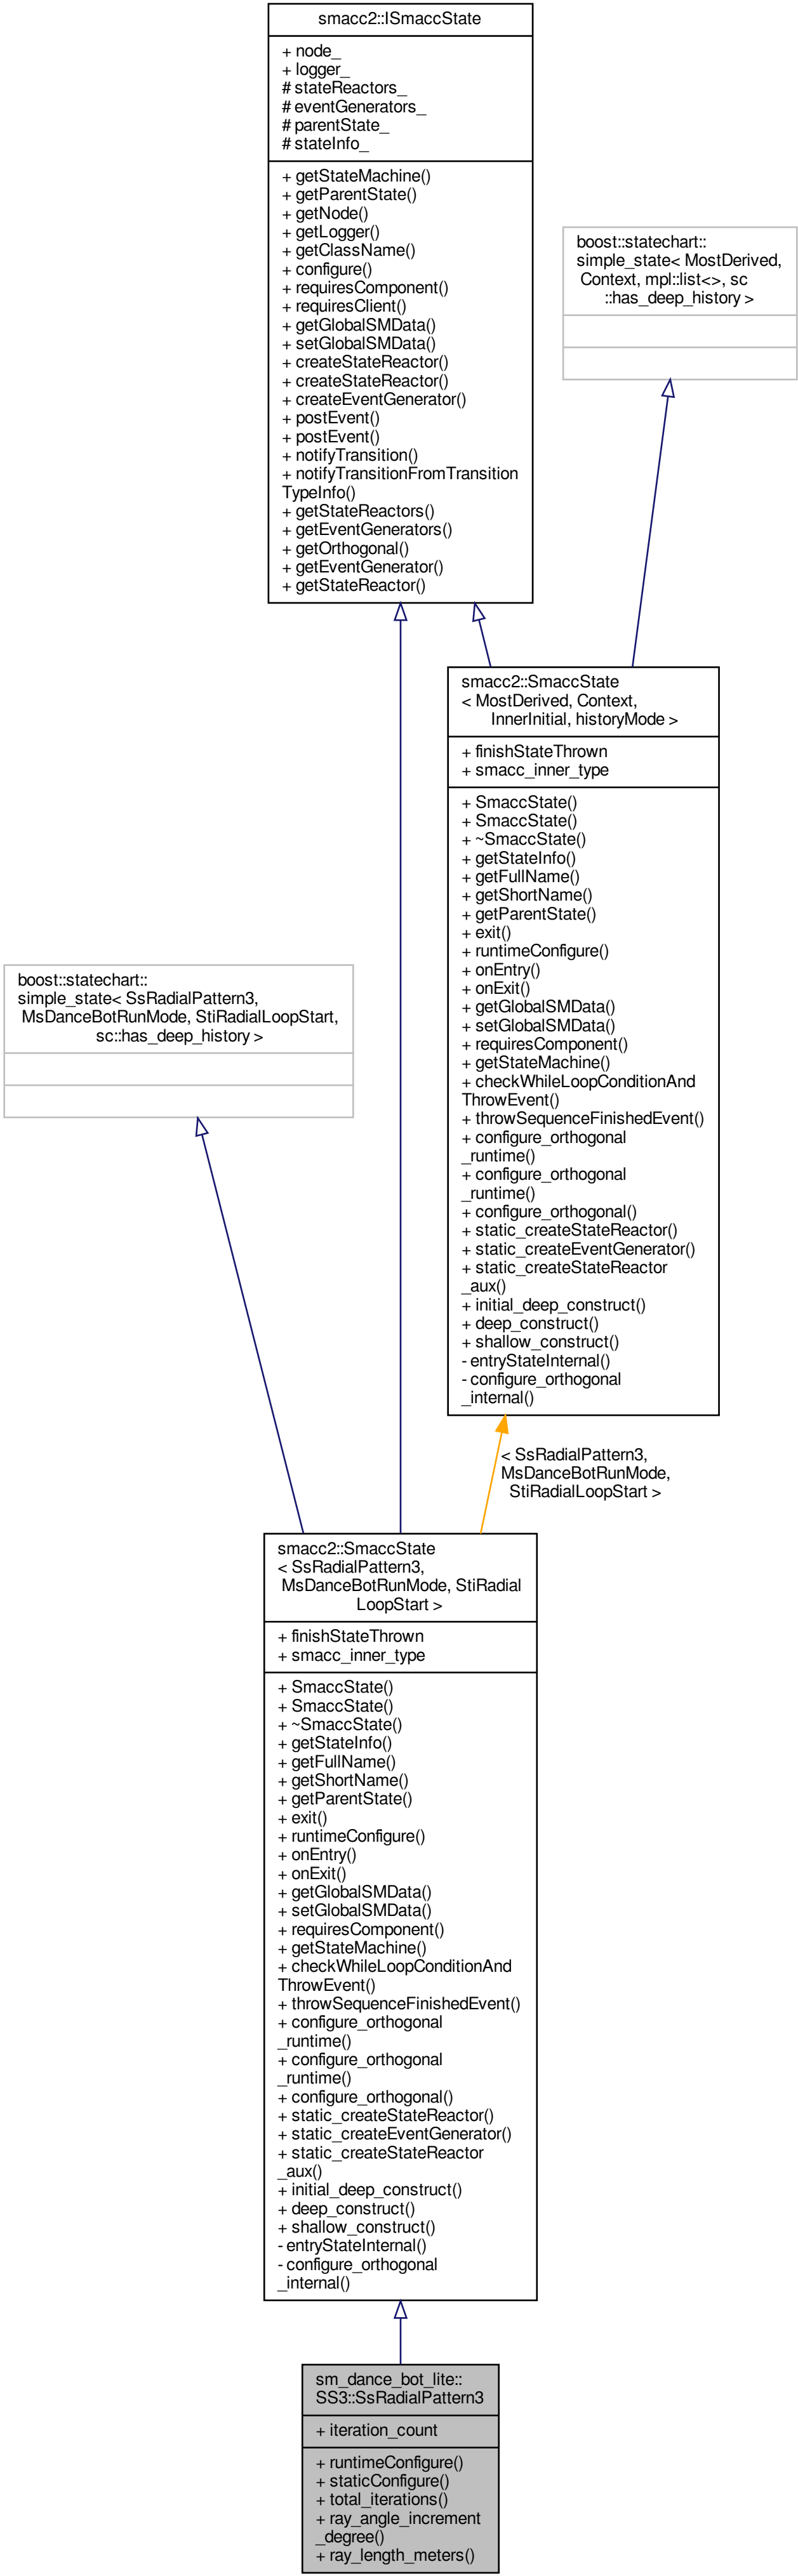 smacc2::ISmaccState
+ node_
+ logger_
# stateReactors_
# eventGenerators_
# parentState_
# stateInfo_
+ getStateMachine()
+ getParentState()
+ getNode()
+ getLogger()
+ getClassName()
+ configure()
+ requiresComponent()
+ requiresClient()
+ getGlobalSMData()
+ setGlobalSMData()
+ createStateReactor()
+ createStateReactor()
+ createEventGenerator()
+ postEvent()
+ postEvent()
+ notifyTransition()
+ notifyTransitionFromTransition
TypeInfo()
+ getStateReactors()
+ getEventGenerators()
+ getOrthogonal()
+ getEventGenerator()
+ getStateReactor()
boost::statechart::
simple_state< MostDerived,
Context, mpl::list<>, sc
::has_deep_history >
smacc2::SmaccState
< MostDerived, Context,
InnerInitial, historyMode >
+ finishStateThrown
+ smacc_inner_type
+ SmaccState()
+ SmaccState()
+ ~SmaccState()
+ getStateInfo()
+ getFullName()
+ getShortName()
+ getParentState()
+ exit()
+ runtimeConfigure()
+ onEntry()
+ onExit()
+ getGlobalSMData()
+ setGlobalSMData()
+ requiresComponent()
+ getStateMachine()
+ checkWhileLoopConditionAnd
ThrowEvent()
+ throwSequenceFinishedEvent()
+ configure_orthogonal
_runtime()
+ configure_orthogonal
_runtime()
+ configure_orthogonal()
+ static_createStateReactor()
+ static_createEventGenerator()
+ static_createStateReactor
_aux()
+ initial_deep_construct()
+ deep_construct()
+ shallow_construct()
- entryStateInternal()
- configure_orthogonal
_internal()
boost::statechart::
simple_state< SsRadialPattern3,
MsDanceBotRunMode, StiRadialLoopStart,
sc::has_deep_history >
< SsRadialPattern3,
MsDanceBotRunMode,
StiRadialLoopStart >
smacc2::SmaccState
< SsRadialPattern3,
MsDanceBotRunMode, StiRadial
LoopStart >
+ finishStateThrown
+ smacc_inner_type
+ SmaccState()
+ SmaccState()
+ ~SmaccState()
+ getStateInfo()
+ getFullName()
+ getShortName()
+ getParentState()
+ exit()
+ runtimeConfigure()
+ onEntry()
+ onExit()
+ getGlobalSMData()
+ setGlobalSMData()
+ requiresComponent()
+ getStateMachine()
+ checkWhileLoopConditionAnd
ThrowEvent()
+ throwSequenceFinishedEvent()
+ configure_orthogonal
_runtime()
+ configure_orthogonal
_runtime()
+ configure_orthogonal()
+ static_createStateReactor()
+ static_createEventGenerator()
+ static_createStateReactor
_aux()
+ initial_deep_construct()
+ deep_construct()
+ shallow_construct()
- entryStateInternal()
- configure_orthogonal
_internal()
sm_dance_bot_lite::
SS3::SsRadialPattern3
+ iteration_count
+ runtimeConfigure()
+ staticConfigure()
+ total_iterations()
+ ray_angle_increment
_degree()
+ ray_length_meters()